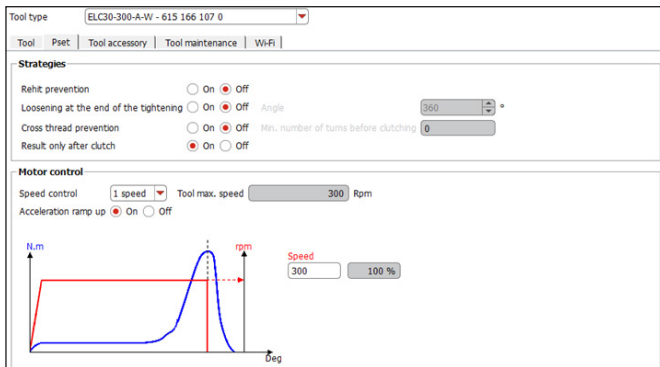 Tool type ELC30-300-A-W - 615 166 107 0
Tool Pset Tool accessory Tool maintenance Wi-Fi
Strategies
Rehit prevention On Off
Loosening at the end of the tightening On Off Angle 360 °
Cross thread prevention On Off Min. number of turns before clutching 0
Result only after clutch On Off
Motor control
Speed control 1 speed Tool max. speed 300 Rpm
Acceleration ramp up On Off
N.m rpm
Speed
300 100 %
Deg